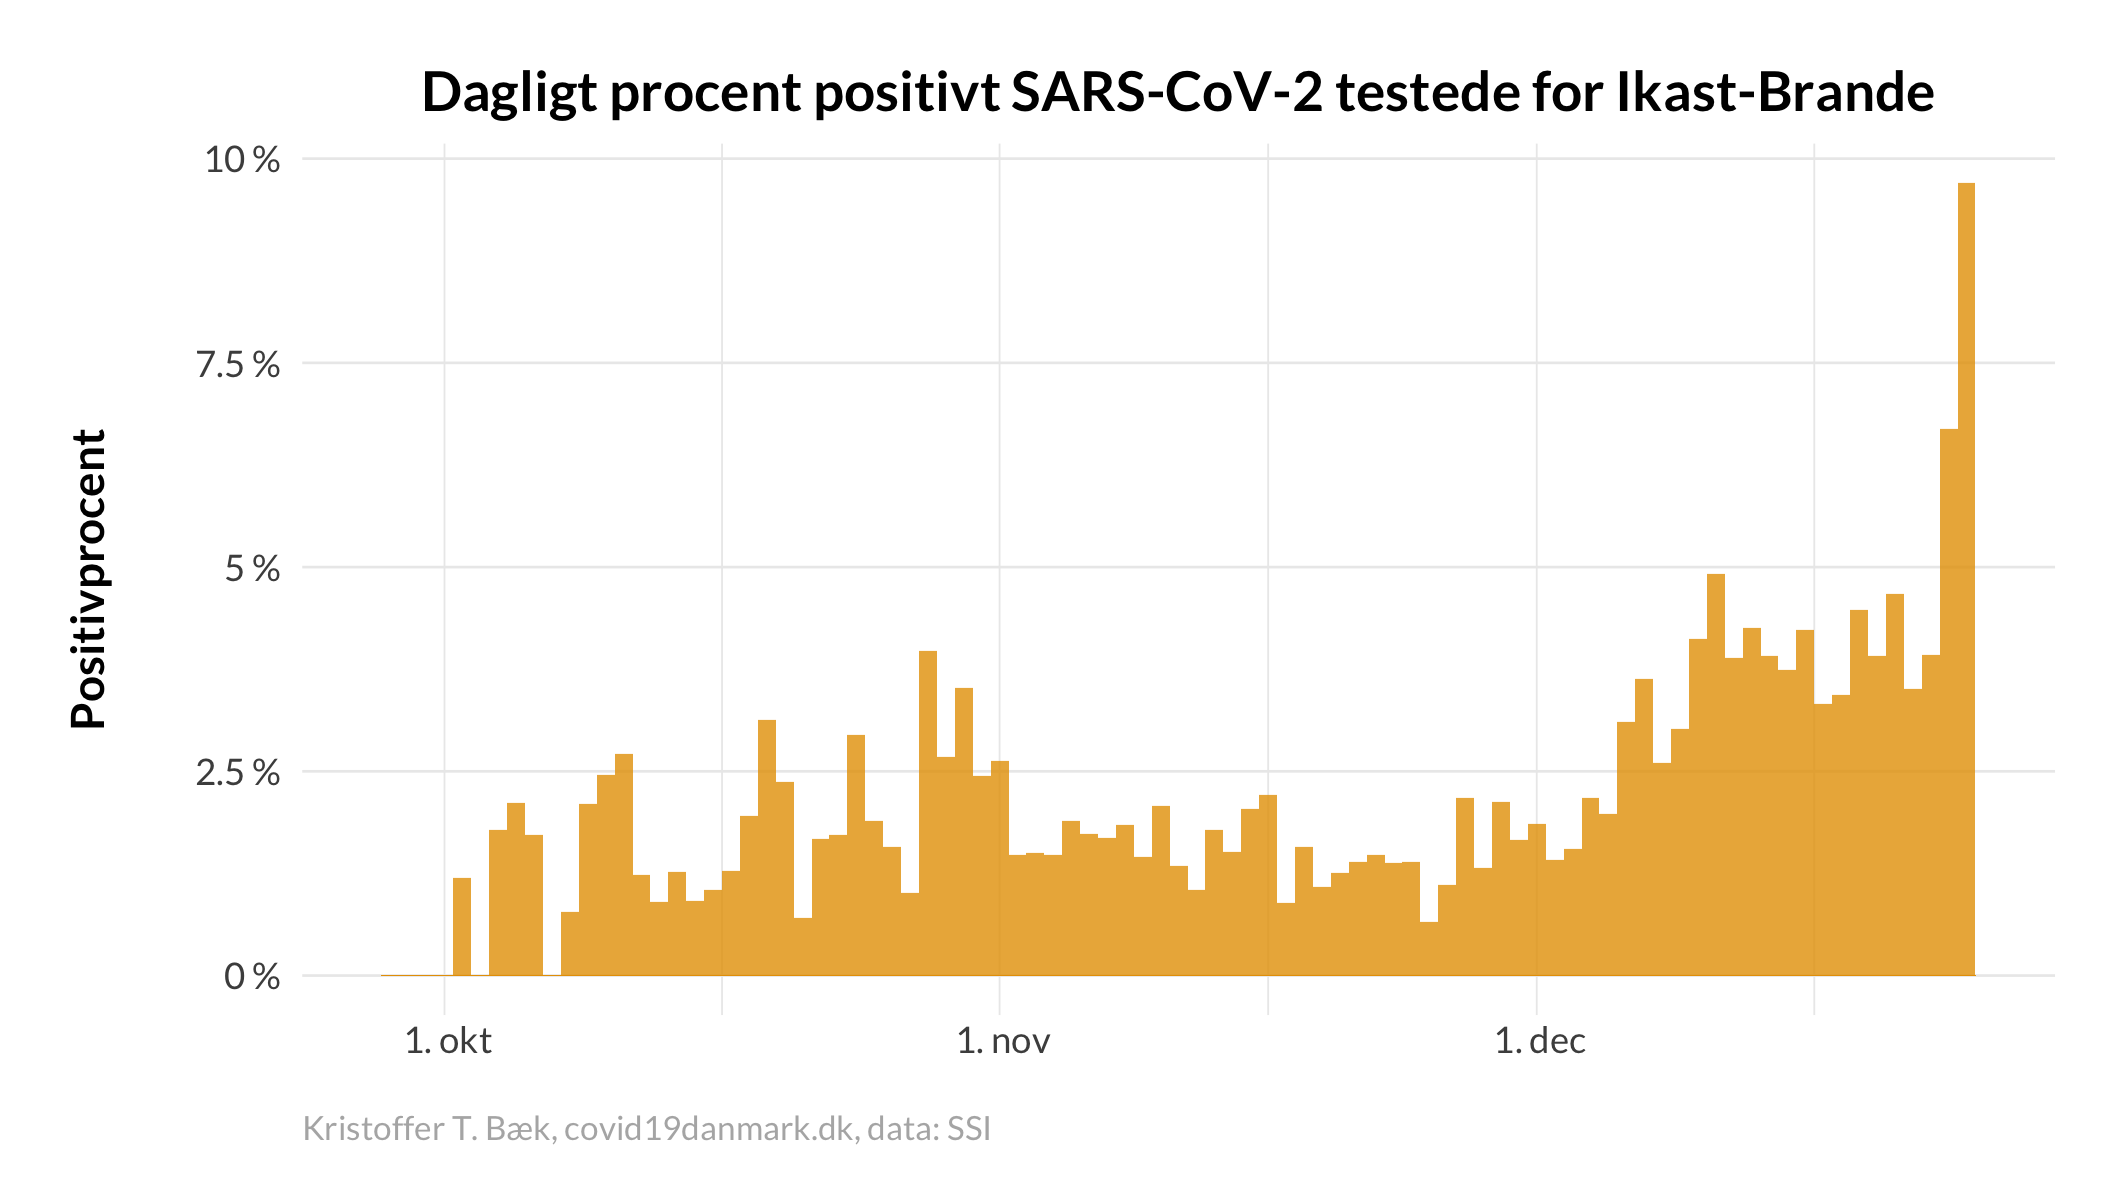 Dagligt procent positivt SARS-CoV-2 testede for Ikast-Brande
Positivprocent
10 %
7.5 %
5 %
2.5 %
0 %
1. okt
1. nov
1. dec
Kristoffer T. Bæk, covid19danmark.dk, data: SSI